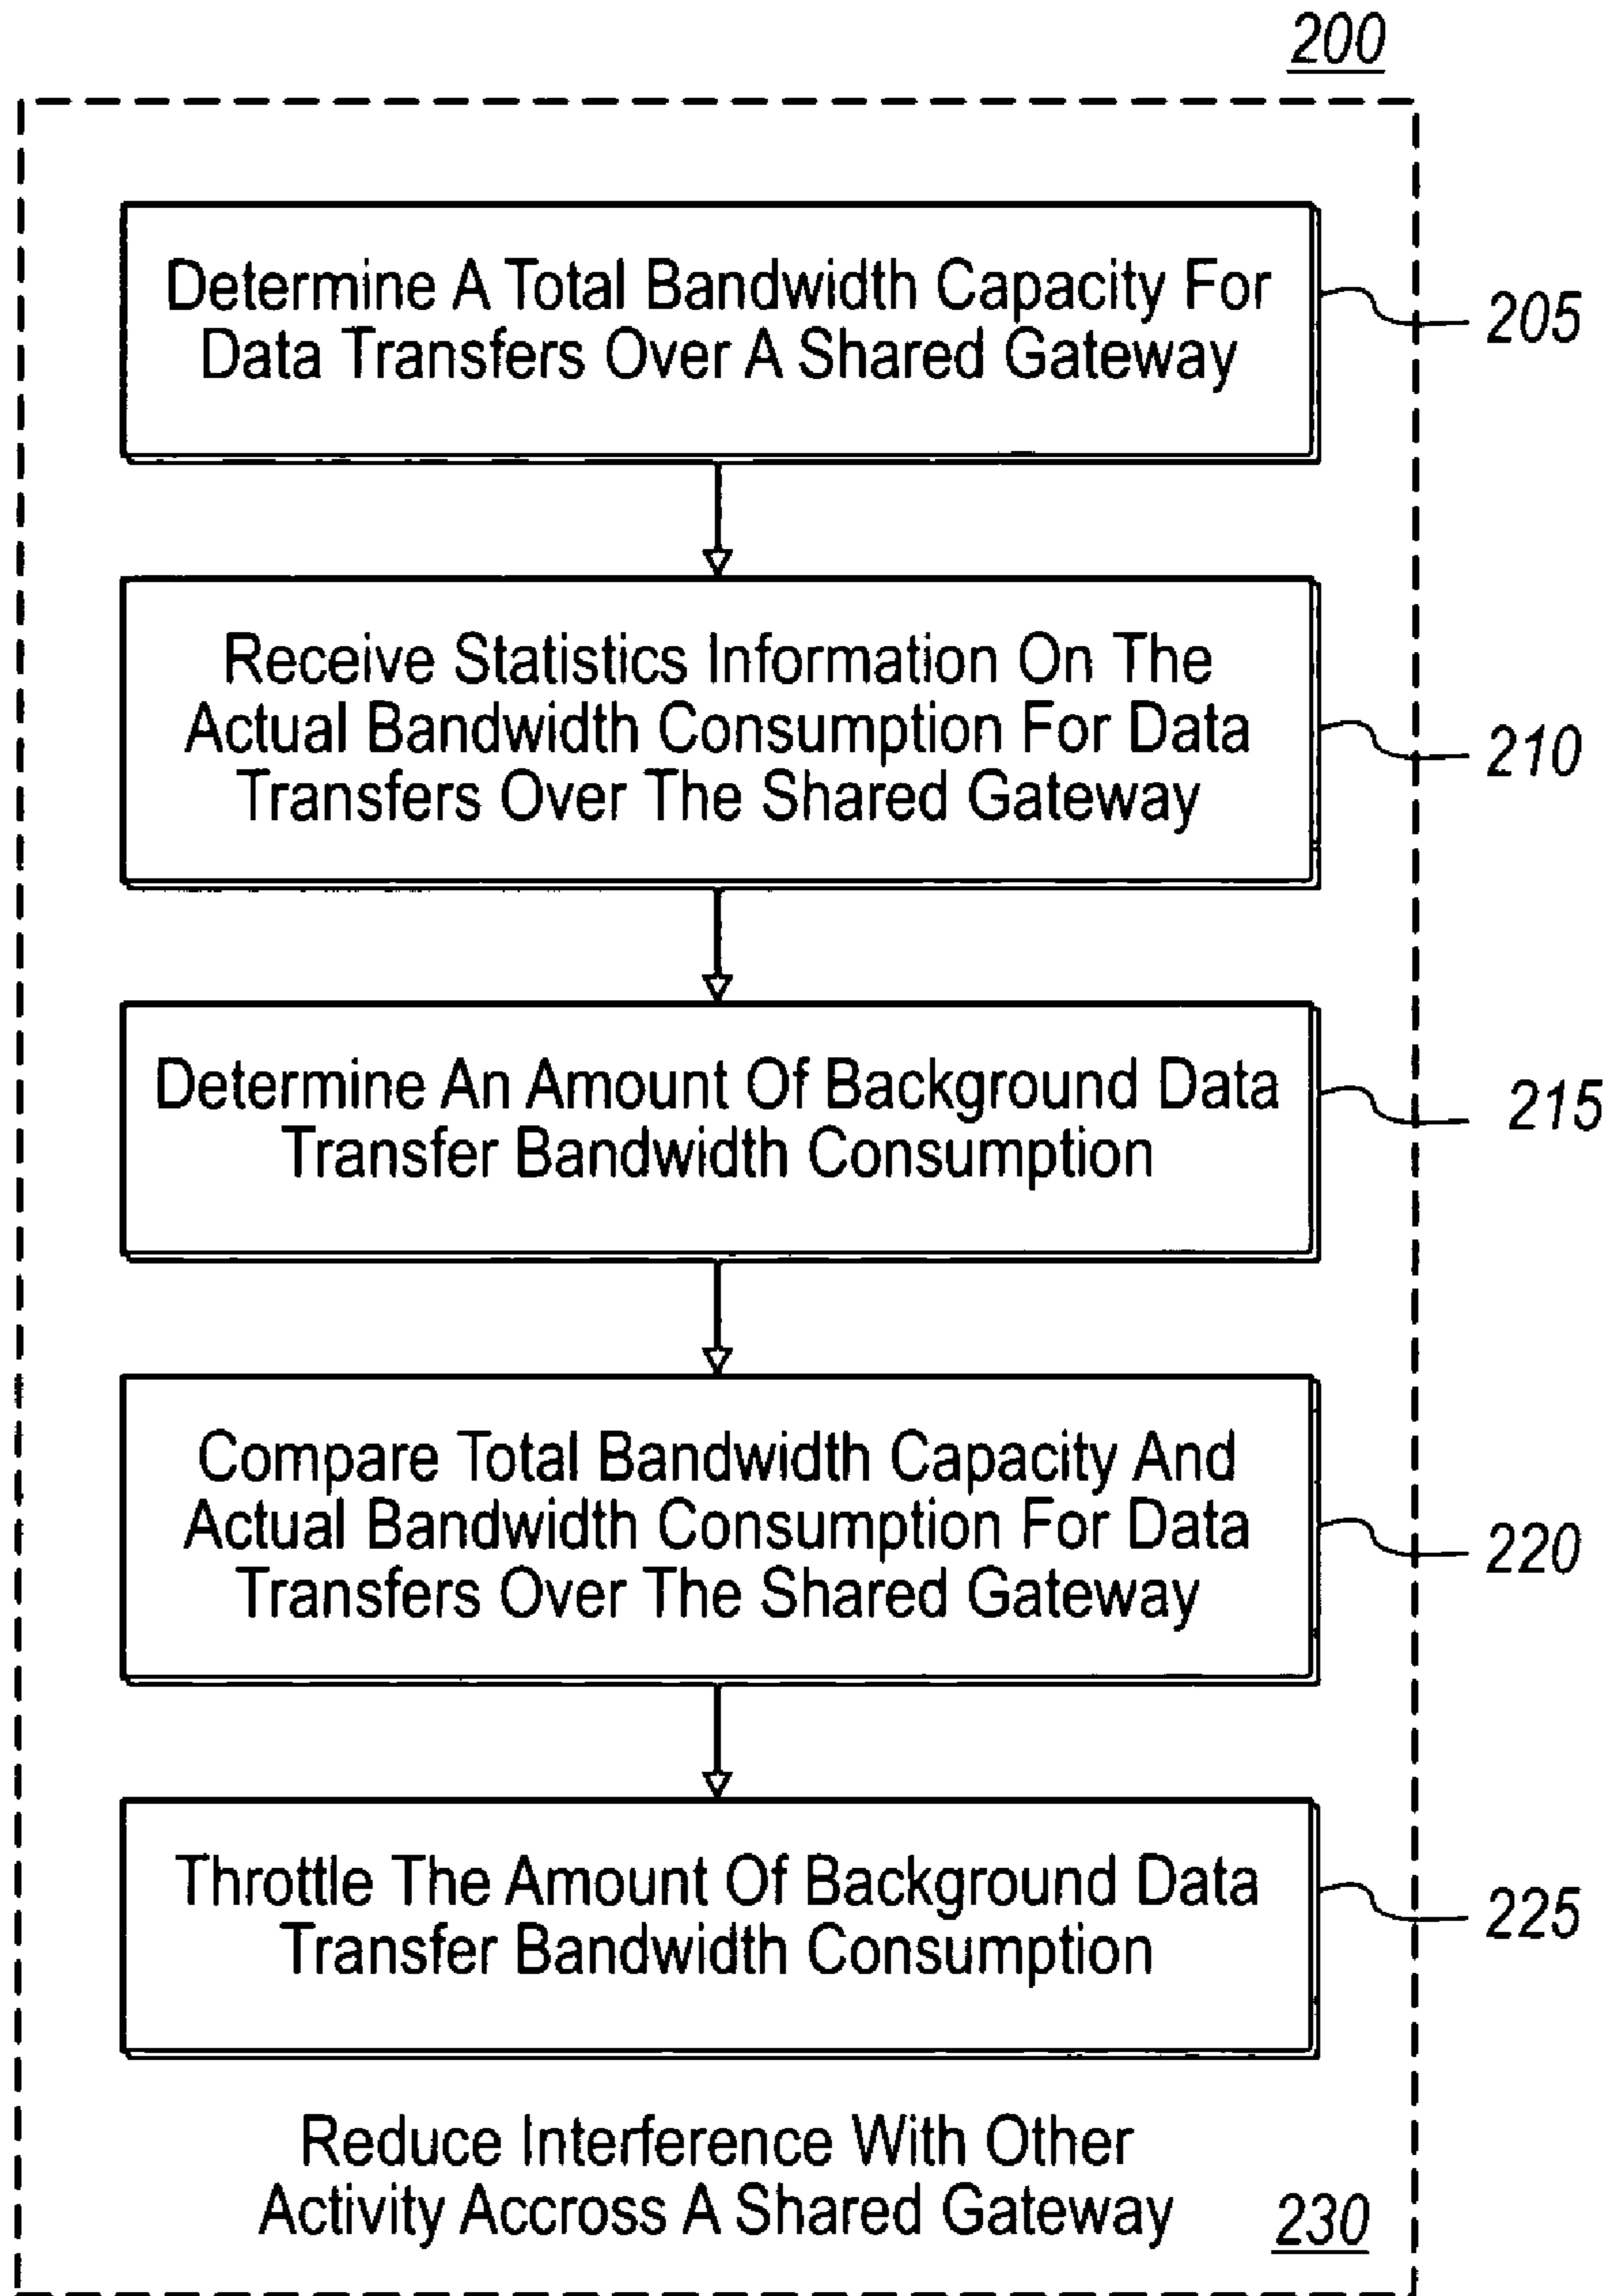 200
Determine A Total Bandwidth Capacity For
Data Transfers Over A Shared Gateway
205
Receive Statistics Information On The
Actual Bandwidth Consumption For Data
Transfers Over The Shared Gateway
210
Determine An Amount Of Background Data
Transfer Bandwidth Consumption
215
Compare Total Bandwidth Capacity And
Actual Bandwidth Consumption For Data
Transfers Over The Shared Gateway
220
Throttle The Amount Of Background Data
Transfer Bandwidth Consumption
225
Reduce Interference With Other
Activity Accross A Shared Gateway
230